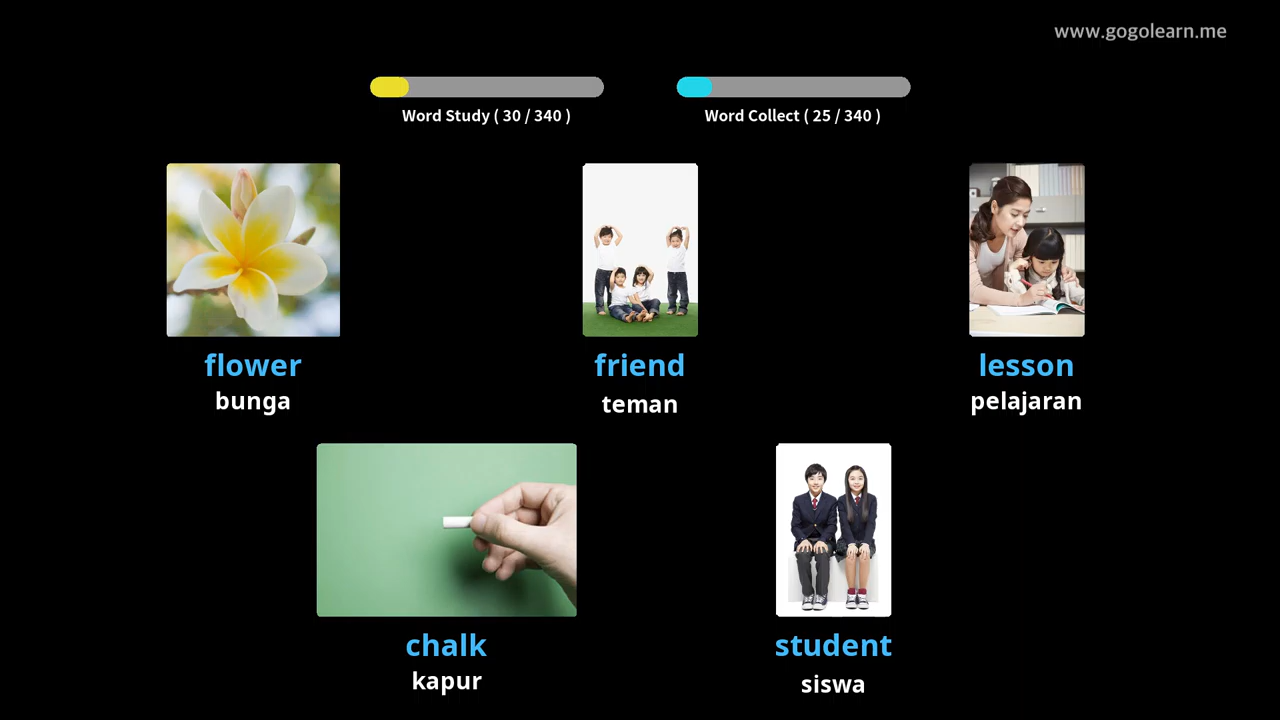 www.gogolearn.me
Word Study ( 30 / 340 )
Word Collect ( 25 / 340 )
flower
bunga
friend
teman
lesson
pelajaran
chalk
kapur
student
siswa